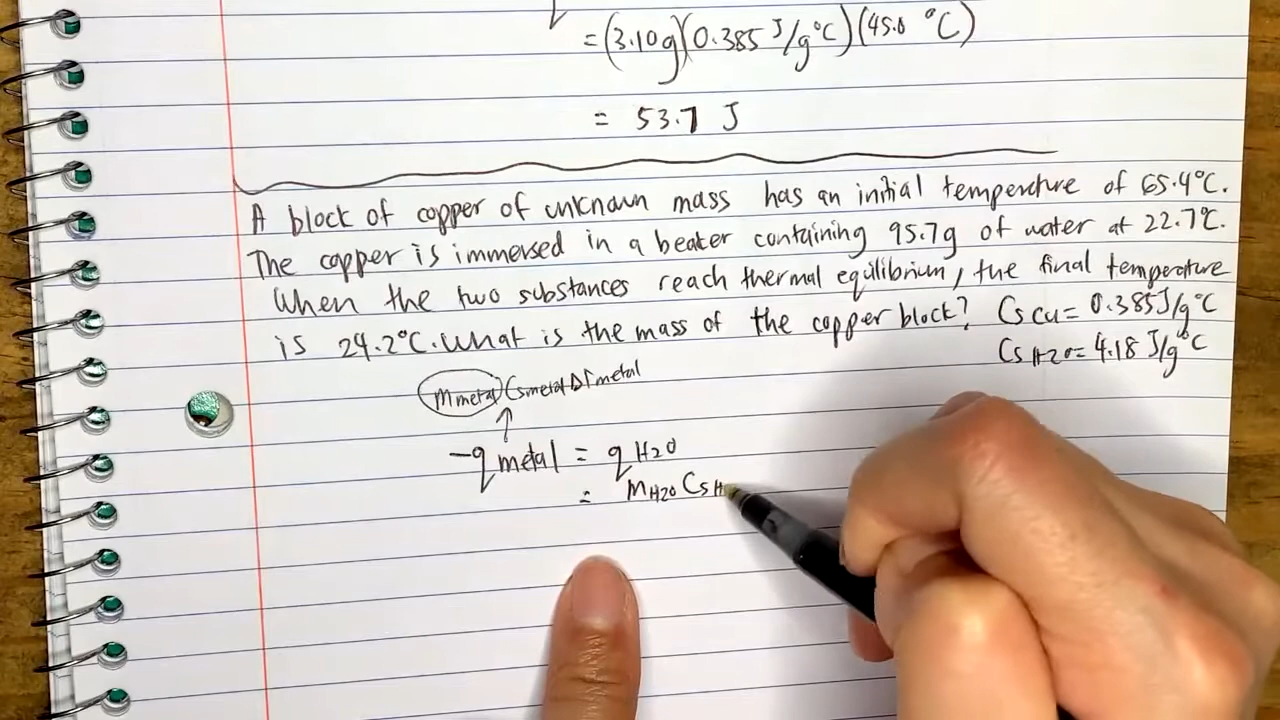 =(3.10g)(0.385 J/g°C)(45.0 °C)
= 53.7 J
A block of copper of unknown mass has an initial temperature of 65.4°C.
The copper is immersed in a beaker containing 95.7g of water at 22.7°C.
When the two substances reach thermal equilibrium, the final temperature
is 24.2°C. What is the mass of the copper block? Cs Cu = 0.385J/g°C
Cs H2O = 4.18 J/g°C
mmetal Csmetal ΔTmetal
-q metal = q H2O
= mH2O Cs H